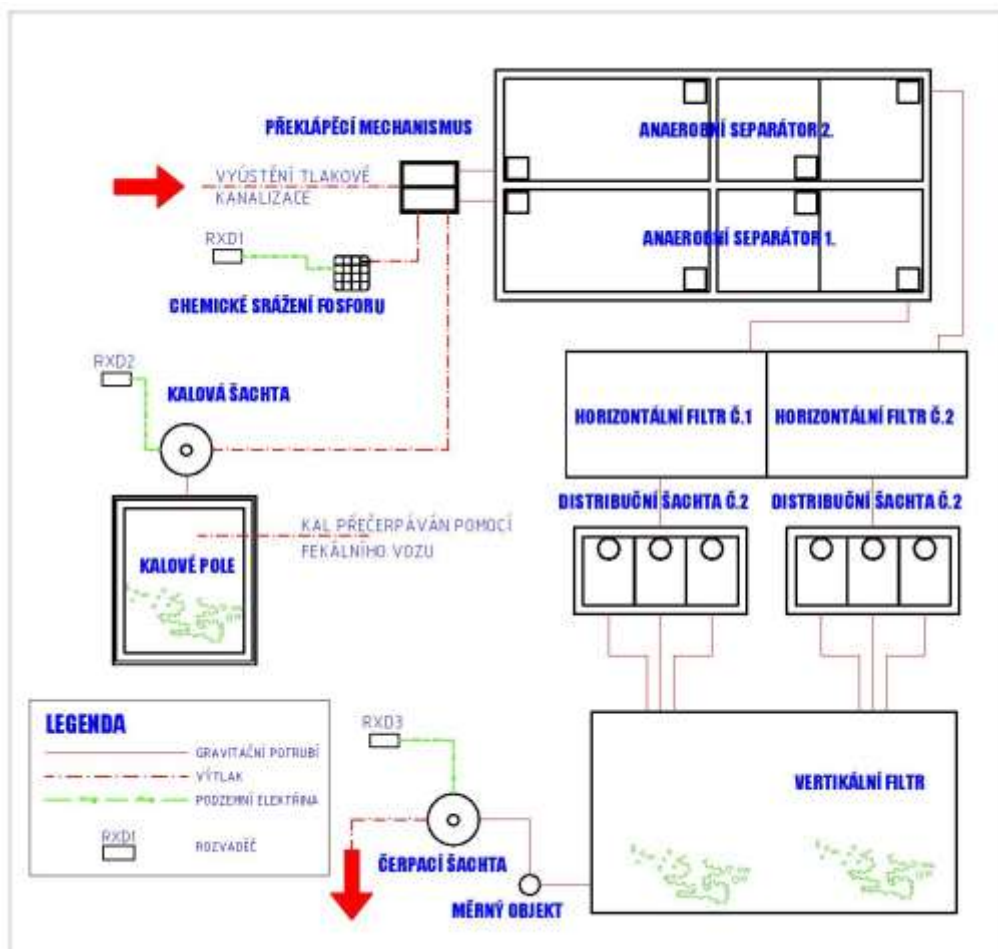 PŘEKLÁPĚCÍ MECHANISMUS
ANAEROBNÍ SEPARÁTOR 2.
VYÚSTĚNÍ TLAKOVÉ
KANALIZACE
ANAEROBNÍ SEPARÁTOR 1.
RXD1
CHEMICKÉ SRÁŽENÍ FOSFORU
RXD2
KALOVÁ ŠACHTA
HORIZONTÁLNÍ FILTR Č.1
HORIZONTÁLNÍ FILTR Č.2
DISTRIBUČNÍ ŠACHTA Č.2
DISTRIBUČNÍ ŠACHTA Č.2
KAL PŘEČERPÁVÁN POMOCÍ
FEKÁLNÍHO VOZU
KALOVÉ POLE
LEGENDA
GRAVITAČNÍ POTRUBÍ
VÝTLAK
PODZEMNÍ ELEKTŘINA
RXD1
ROZVADĚČ
RXD3
ČERPACÍ ŠACHTA
MĚRNÝ OBJEKT
VERTIKÁLNÍ FILTR